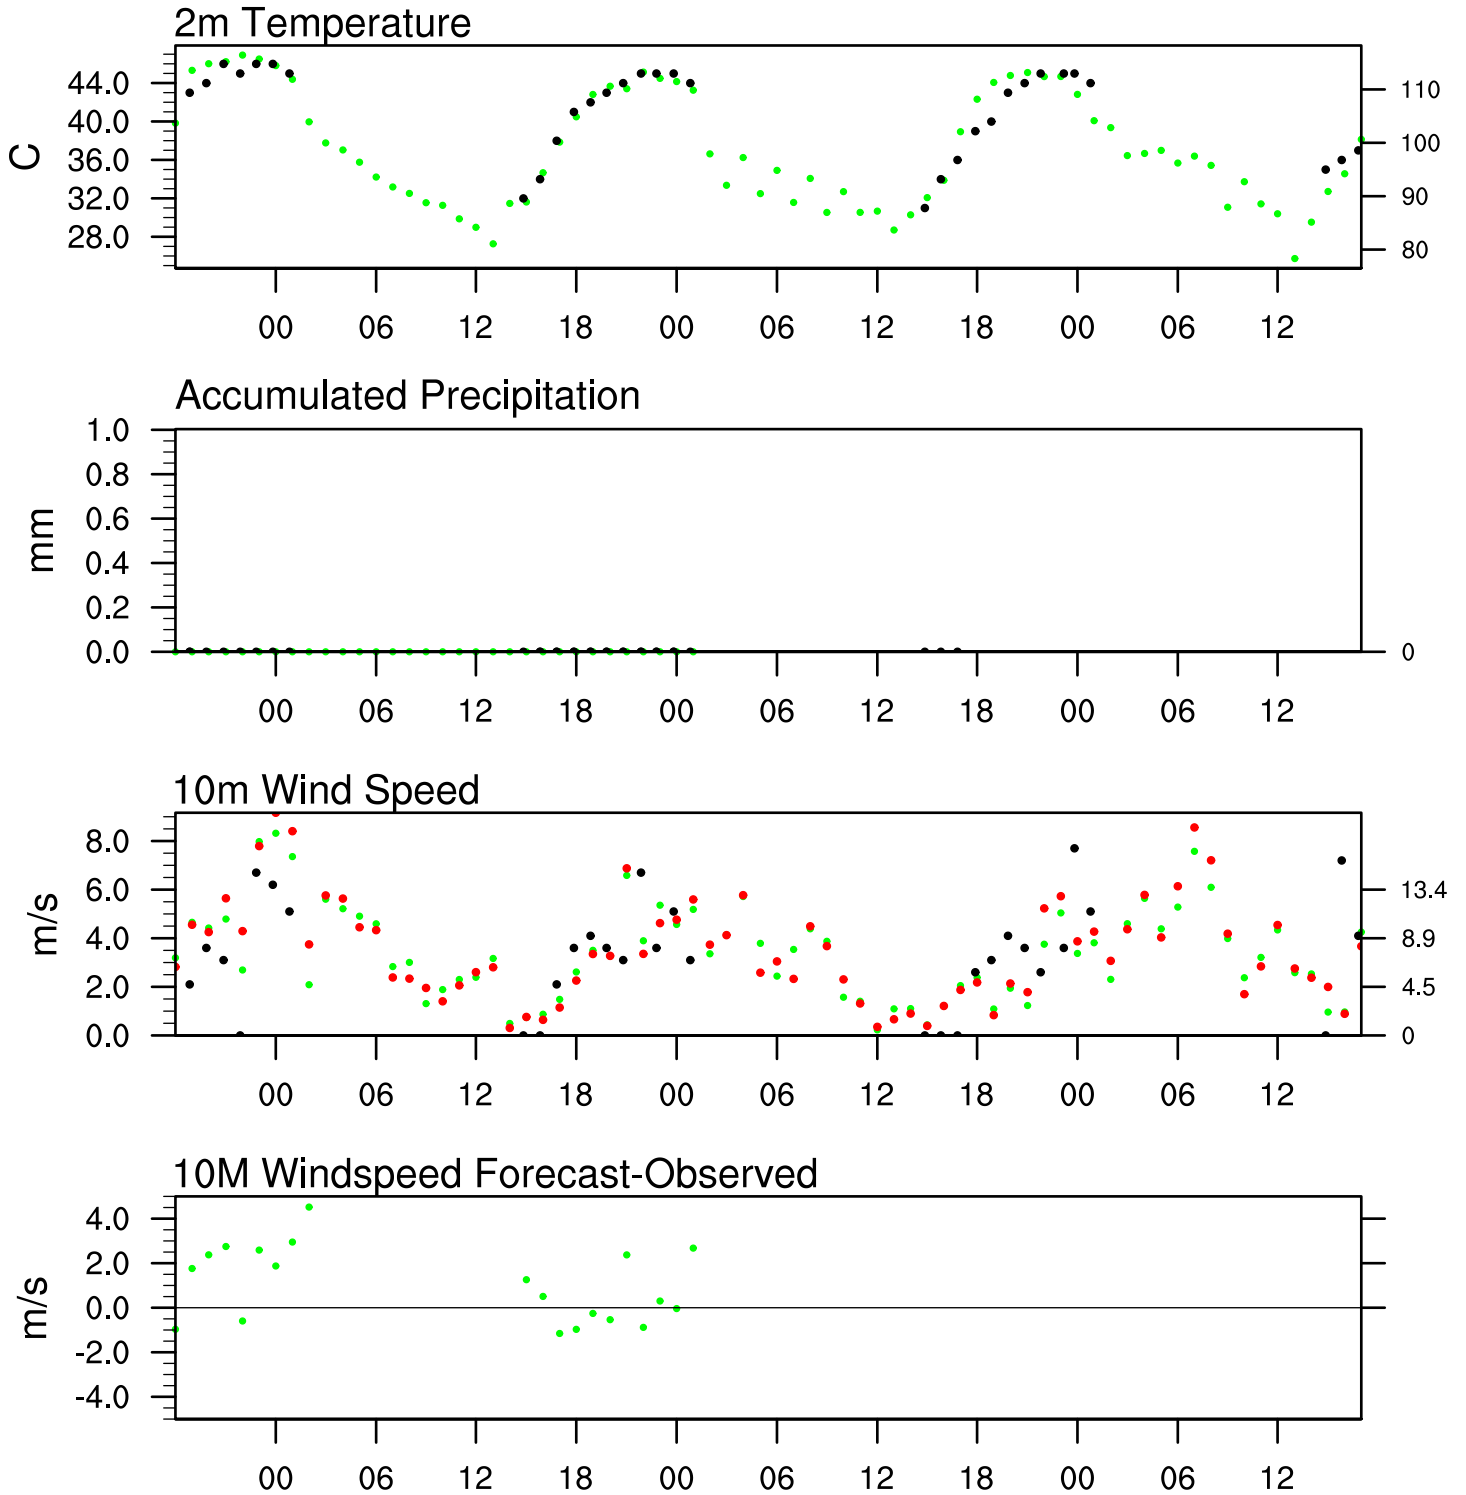 2m Temperature
44.0
40.0
36.0
32.0
28.0
C
110
100
90
80
00 06 12 18 00 06 12 18 00 06 12
Accumulated Precipitation
1.0
0.8
0.6
0.4
0.2
0.0
mm
0
00 06 12 18 00 06 12 18 00 06 12
10m Wind Speed
8.0
6.0
4.0
2.0
0.0
m/s
13.4
8.9
4.5
0
00 06 12 18 00 06 12 18 00 06 12
10M Windspeed Forecast-Observed
4.0
2.0
0.0
-2.0
-4.0
m/s
00 06 12 18 00 06 12 18 00 06 12